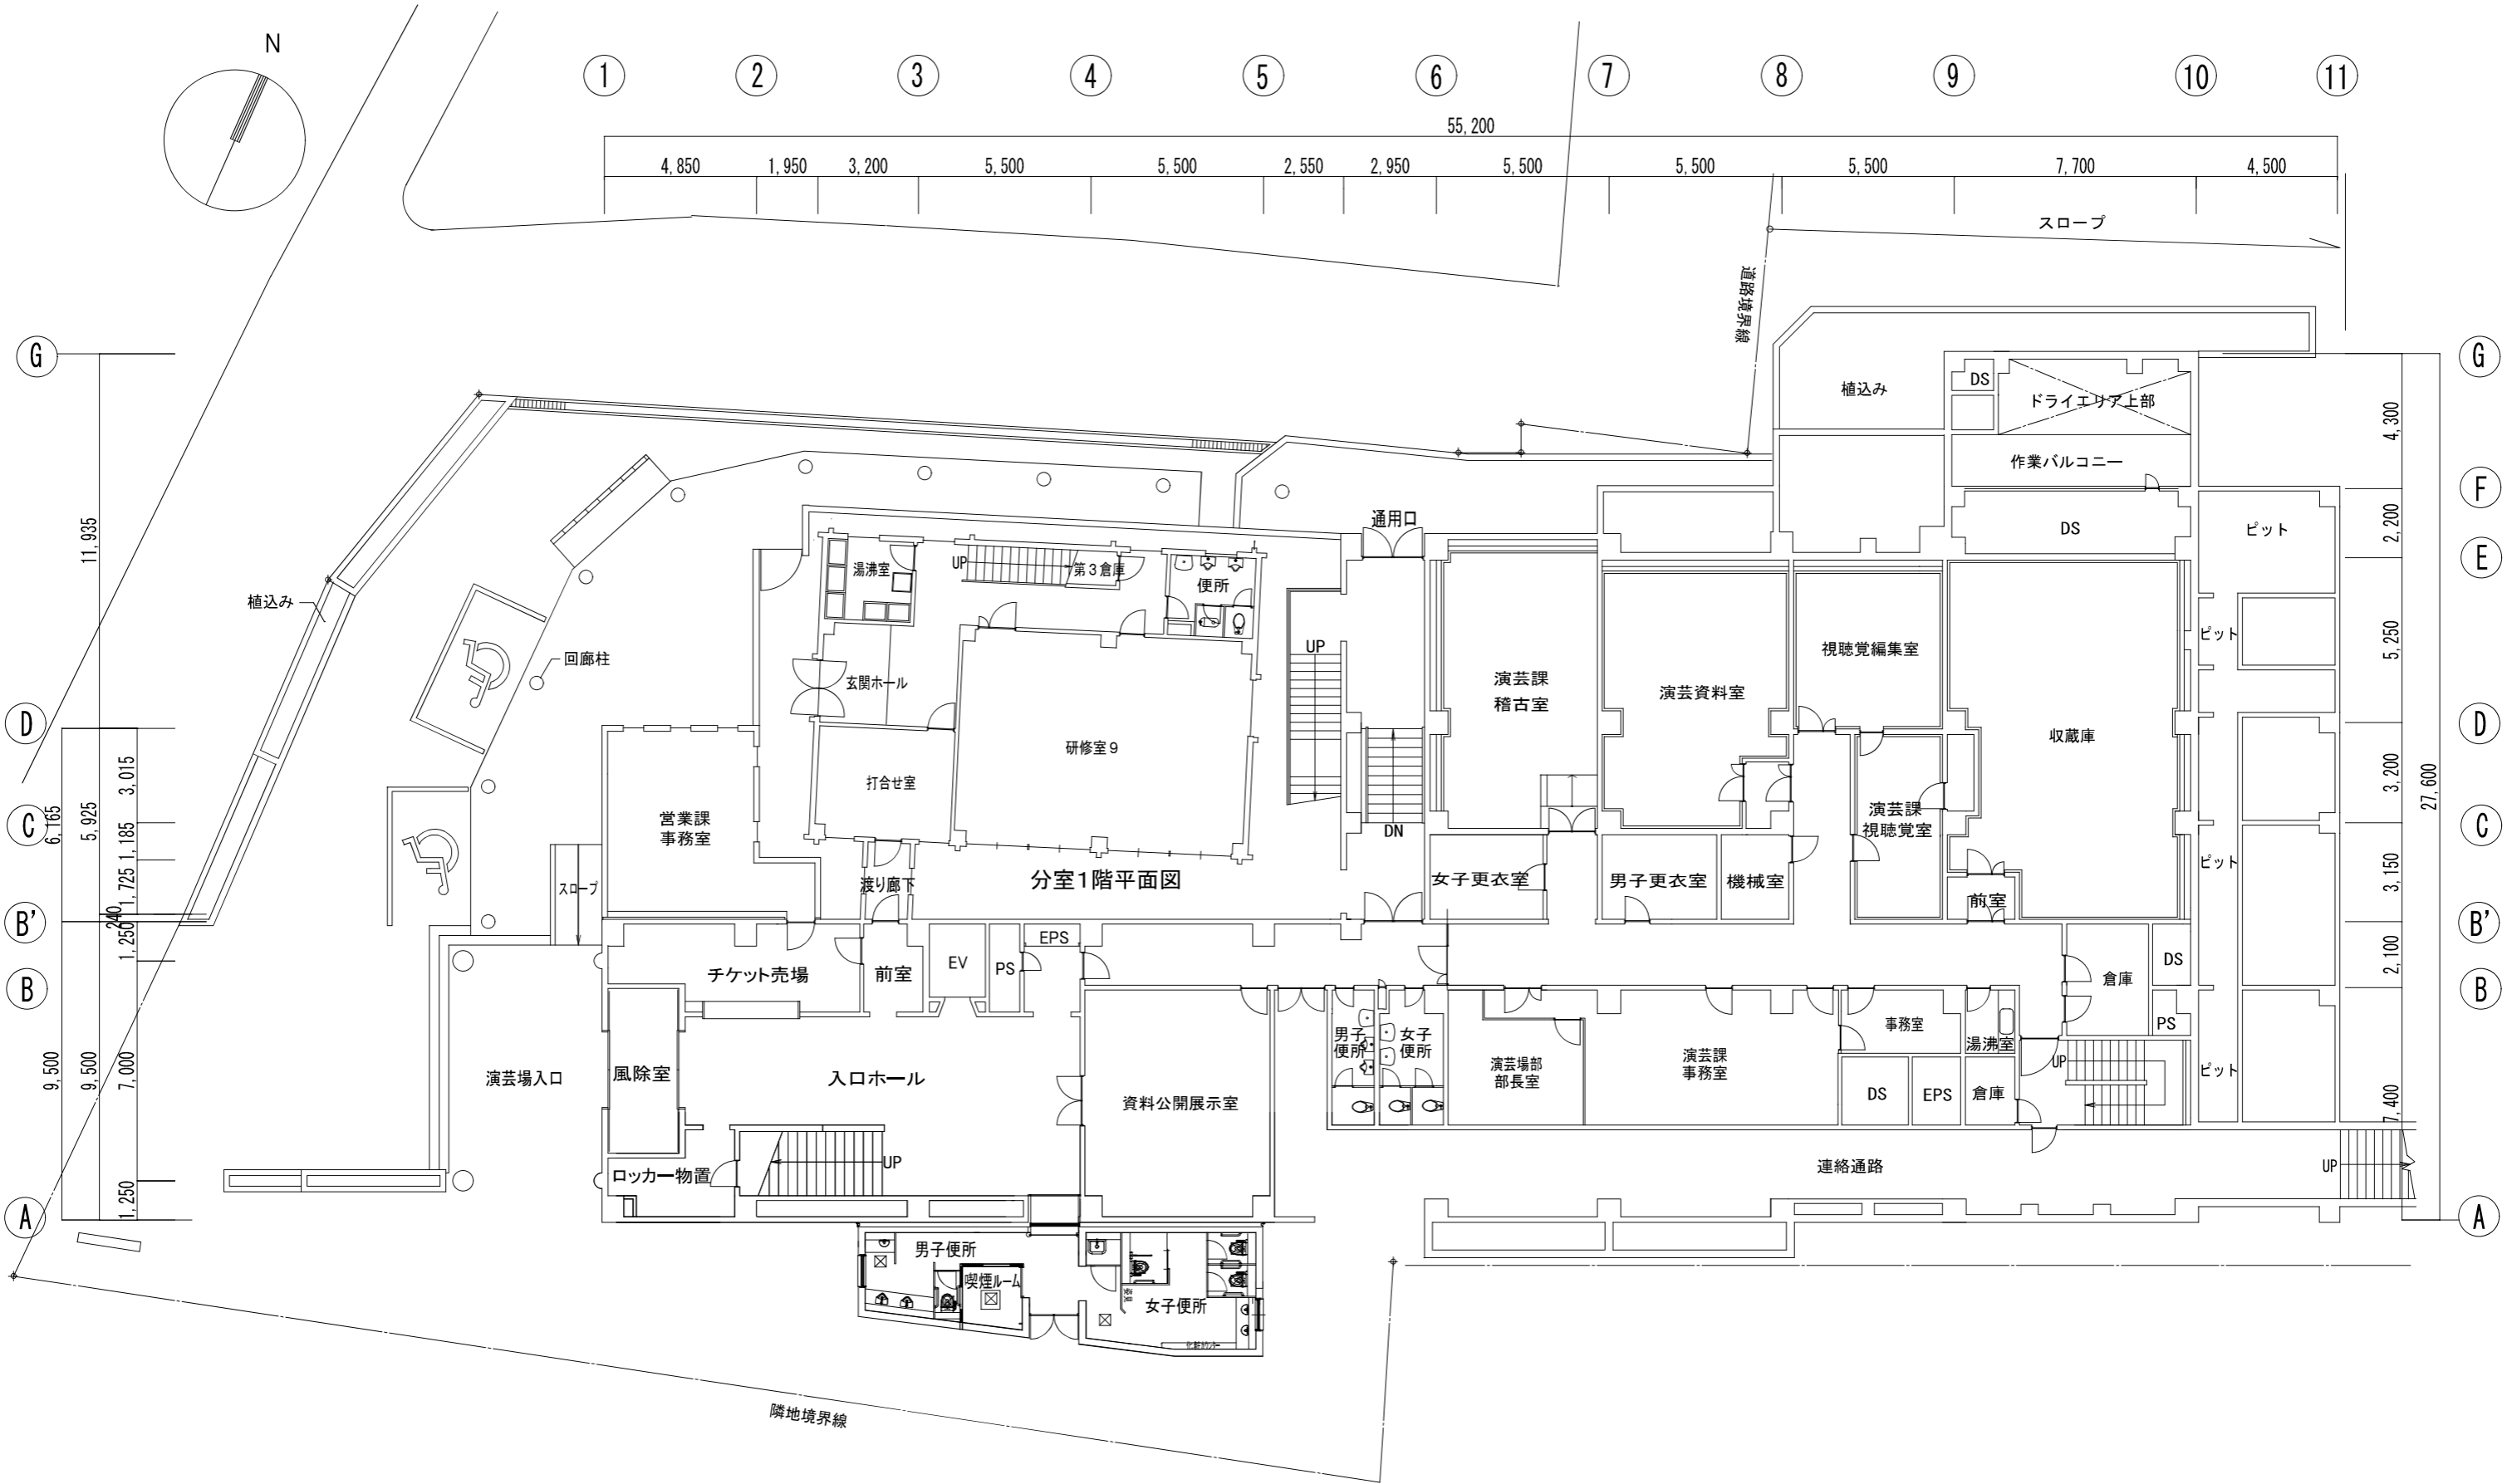 N
1 2 3 4 5 6 7 8 9 10 11
55,200
4,850 1,950 3,200 5,500 5,500 2,550 2,950 5,500 5,500 5,500 7,700 4,500
スロープ
道路境界線
G
G
植込み
DS
ドライエリア上部
4,300
作業バルコニー
F
通用口
DS
ピット
2,200
E
11,935
湯沸室
UP
第3倉庫
便所
植込み
回廊柱
玄関ホール
UP
演芸課
稽古室
演芸資料室
視聴覚編集室
ピット
5,250
D
D
収蔵庫
研修室9
打合せ室
3,015
6,165
5,925
営業課
事務室
演芸課
視聴覚室
3,200
27,600
C
C
DN
1,185
1,725
スロープ
渡り廊下
分室1階平面図
女子更衣室
男子更衣室
機械室
前室
ピット
3,150
240
B'
B'
1,250
EPS
チケット売場
前室
EV
PS
倉庫
DS
2,100
B
B
PS
男子
便所
女子
便所
事務室
湯沸室
9,500
9,500
7,000
演芸場入口
風除室
入口ホール
資料公開展示室
演芸場部
部長室
演芸課
事務室
DS
EPS
倉庫
UP
ピット
7,400
ロッカー物置
UP
連絡通路
UP
1,250
A
A
男子便所
喫煙ルーム
女子便所
隣地境界線